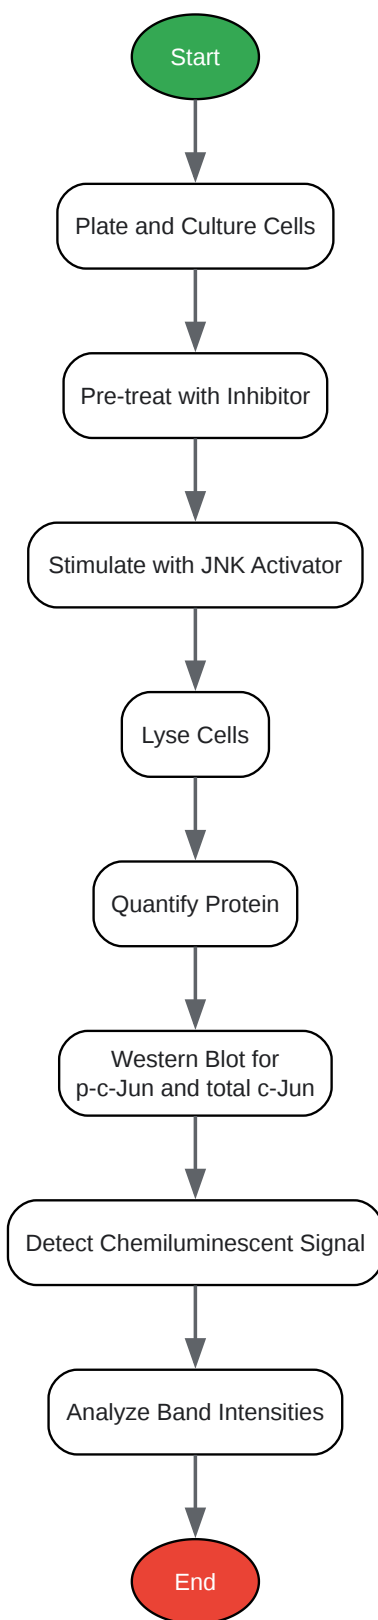 Start
Plate and Culture Cells
Pre-treat with Inhibitor
Stimulate with JNK Activator
Lyse Cells
Quantify Protein
Western Blot for
p-c-Jun and total c-Jun
Detect Chemiluminescent Signal
Analyze Band Intensities
End